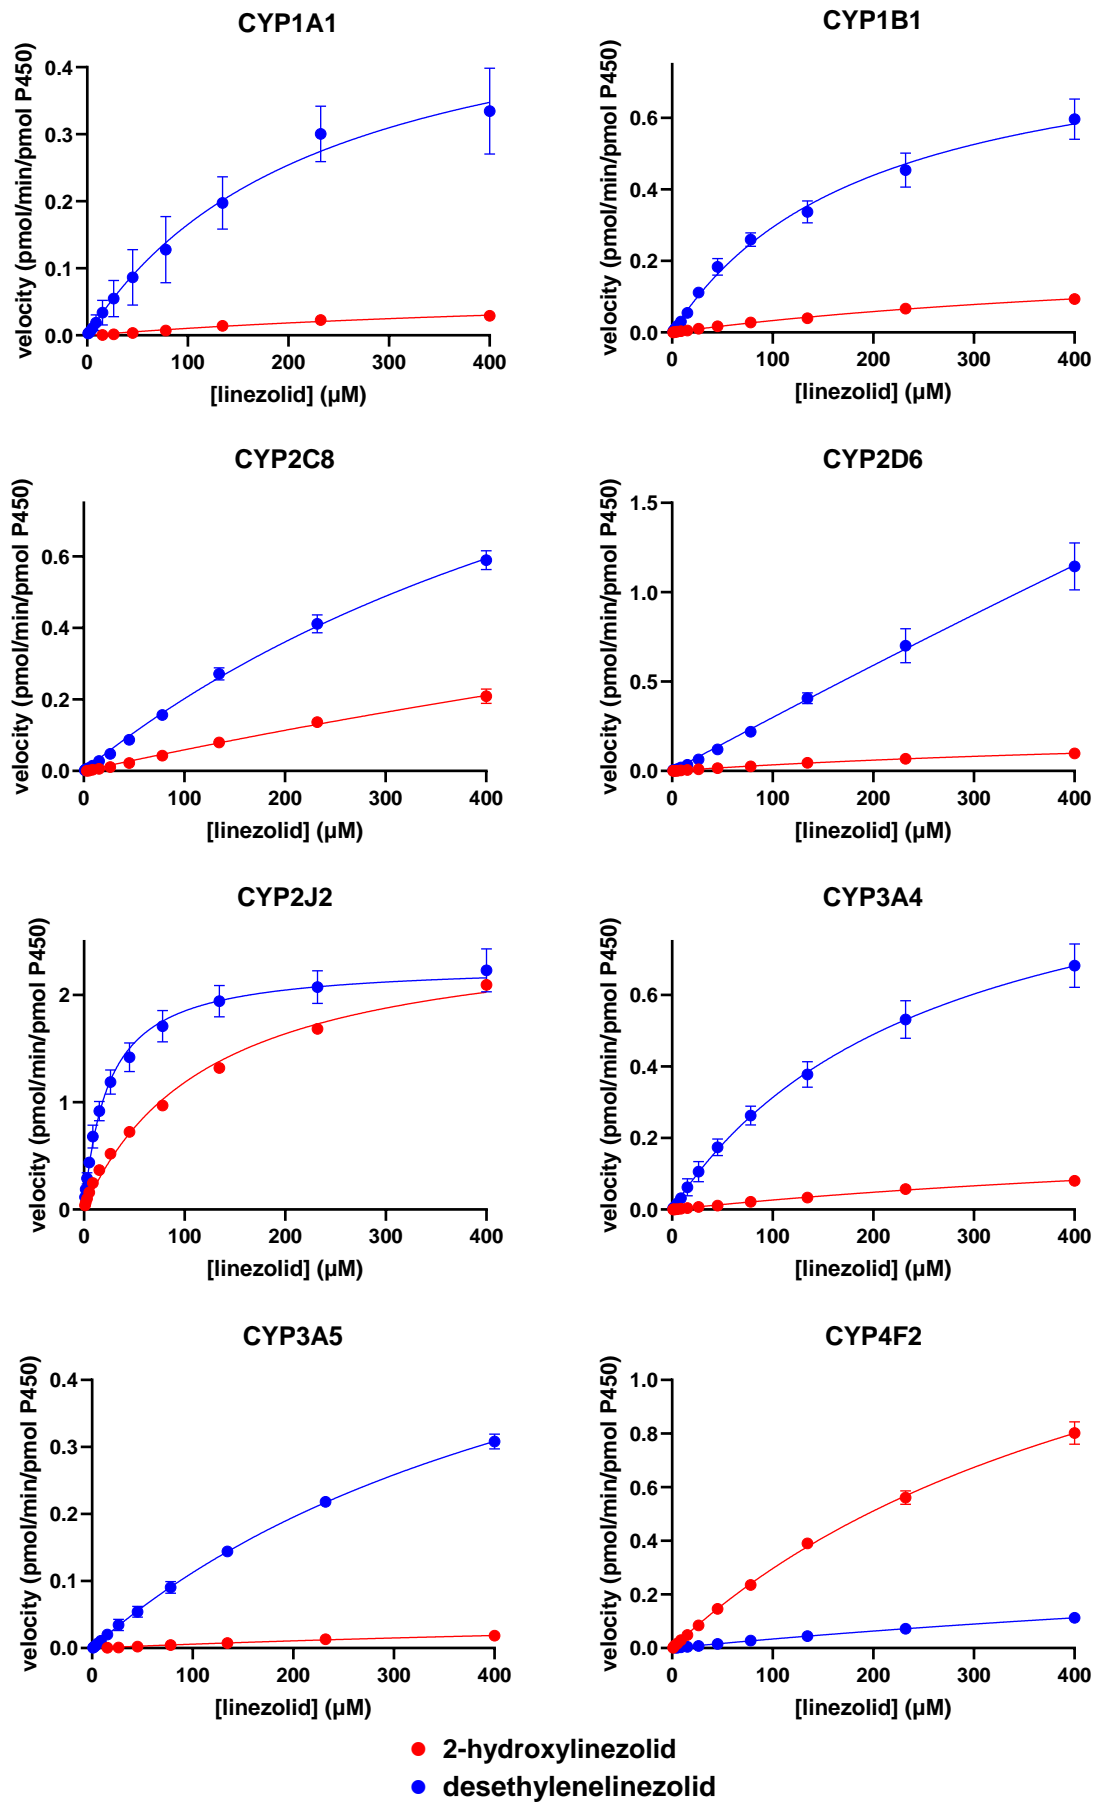 CYP1A1
velocity (pmol/min/pmol P450)
0.4
0.3
0.2
0.1
0.0
0 100 200 300 400
[linezolid] (µM)
CYP1B1
velocity (pmol/min/pmol P450)
0.6
0.4
0.2
0.0
0 100 200 300 400
[linezolid] (µM)
CYP2C8
velocity (pmol/min/pmol P450)
0.6
0.4
0.2
0.0
0 100 200 300 400
[linezolid] (µM)
CYP2D6
velocity (pmol/min/pmol P450)
1.5
1.0
0.5
0.0
0 100 200 300 400
[linezolid] (µM)
CYP2J2
velocity (pmol/min/pmol P450)
2
1
0
0 100 200 300 400
[linezolid] (µM)
CYP3A4
velocity (pmol/min/pmol P450)
0.6
0.4
0.2
0.0
0 100 200 300 400
[linezolid] (µM)
CYP3A5
velocity (pmol/min/pmol P450)
0.4
0.3
0.2
0.1
0.0
0 100 200 300 400
[linezolid] (µM)
CYP4F2
velocity (pmol/min/pmol P450)
1.0
0.8
0.6
0.4
0.2
0.0
0 100 200 300 400
[linezolid] (µM)
2-hydroxylinezolid
desethylenelinezolid